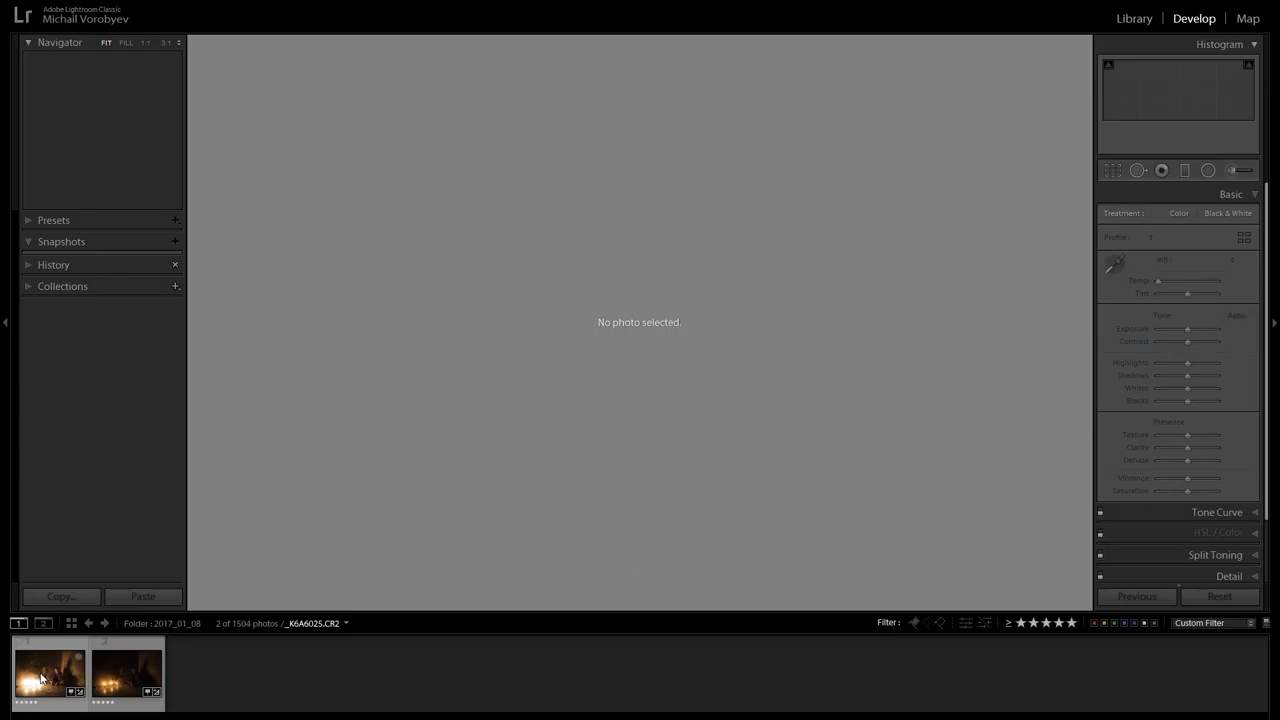 Lr
Adobe Lightroom Classic
Michail Vorobyev
Library
Develop
Map
Navigator
FIT
FILL
1:1
3:1
Histogram
Presets
Snapshots
History
Collections
No photo selected.
Basic
Treatment :
Color
Black & White
Profile :
WB :
Temp
Tint
Tone
Auto
Exposure
Contrast
Highlights
Shadows
Whites
Blacks
Presence
Texture
Clarity
Dehaze
Vibrance
Saturation
Tone Curve
HSL / Color
Split Toning
Detail
Copy...
Paste
Previous
Reset
1
2
Folder : 2017_01_08
2 of 1504 photos / _K6A6025.CR2
Filter :
≥ ★★★★★
Custom Filter
1
2